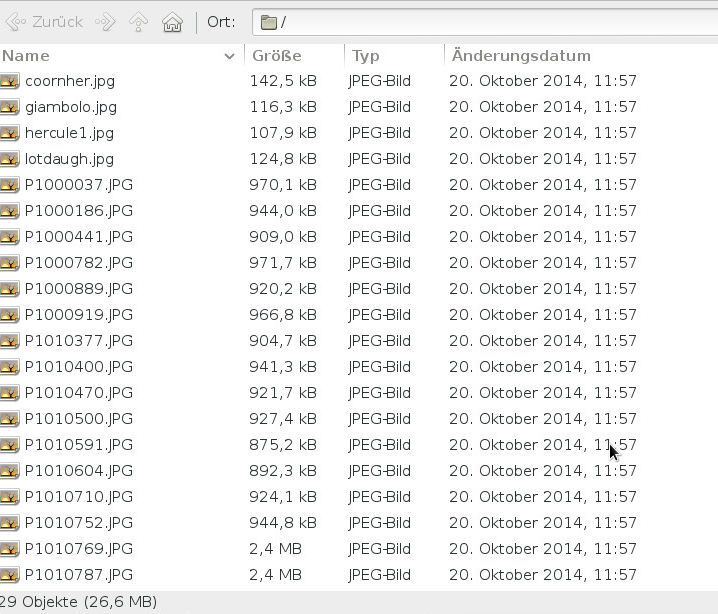 Zurück Ort: /
Name Größe Typ Änderungsdatum
coornher.jpg 142,5 kB JPEG-Bild 20. Oktober 2014, 11:57
giambolo.jpg 116,3 kB JPEG-Bild 20. Oktober 2014, 11:57
hercule1.jpg 107,9 kB JPEG-Bild 20. Oktober 2014, 11:57
lotdaugh.jpg 124,8 kB JPEG-Bild 20. Oktober 2014, 11:57
P1000037.JPG 970,1 kB JPEG-Bild 20. Oktober 2014, 11:57
P1000186.JPG 944,0 kB JPEG-Bild 20. Oktober 2014, 11:57
P1000441.JPG 909,0 kB JPEG-Bild 20. Oktober 2014, 11:57
P1000782.JPG 971,7 kB JPEG-Bild 20. Oktober 2014, 11:57
P1000889.JPG 920,2 kB JPEG-Bild 20. Oktober 2014, 11:57
P1000919.JPG 966,8 kB JPEG-Bild 20. Oktober 2014, 11:57
P1010377.JPG 904,7 kB JPEG-Bild 20. Oktober 2014, 11:57
P1010400.JPG 941,3 kB JPEG-Bild 20. Oktober 2014, 11:57
P1010470.JPG 921,7 kB JPEG-Bild 20. Oktober 2014, 11:57
P1010500.JPG 927,4 kB JPEG-Bild 20. Oktober 2014, 11:57
P1010591.JPG 875,2 kB JPEG-Bild 20. Oktober 2014, 11:57
P1010604.JPG 892,3 kB JPEG-Bild 20. Oktober 2014, 11:57
P1010710.JPG 924,1 kB JPEG-Bild 20. Oktober 2014, 11:57
P1010752.JPG 944,8 kB JPEG-Bild 20. Oktober 2014, 11:57
P1010769.JPG 2,4 MB JPEG-Bild 20. Oktober 2014, 11:57
P1010787.JPG 2,4 MB JPEG-Bild 20. Oktober 2014, 11:57
29 Objekte (26,6 MB)